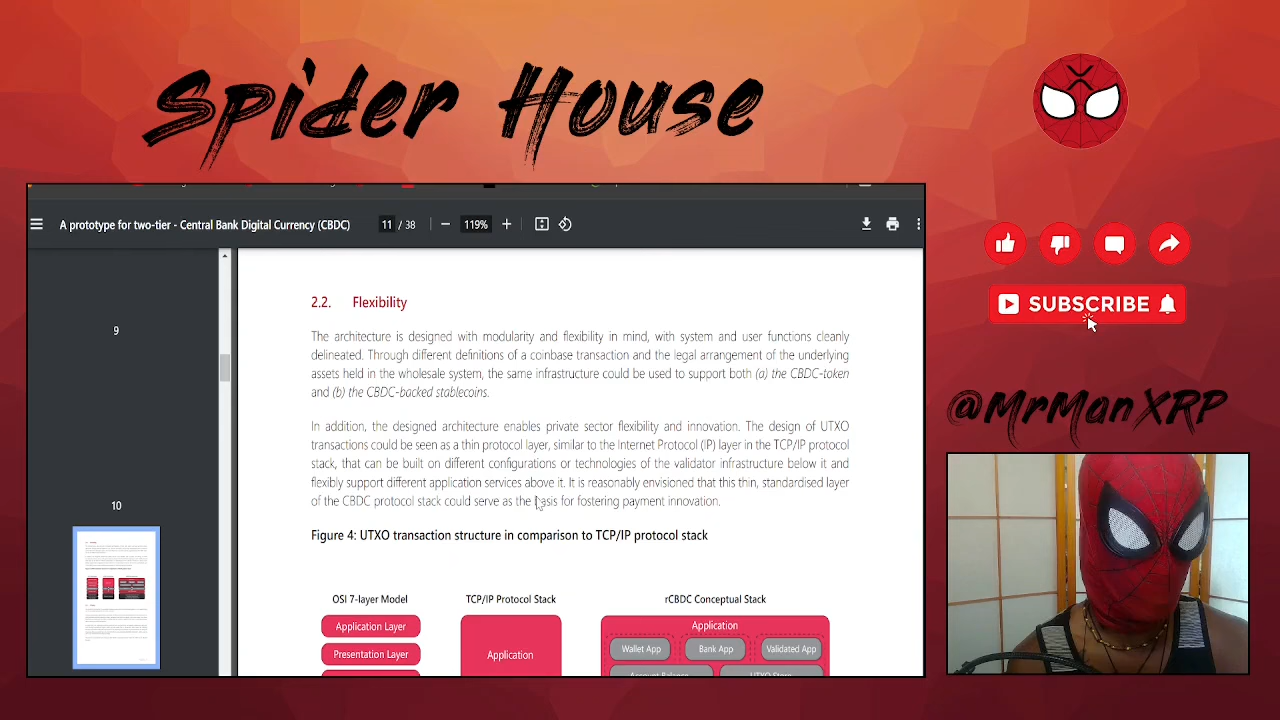 Spider House
A prototype for two-tier - Central Bank Digital Currency (CBDC)
11 / 38
119%
9
10
2.2. Flexibility
The architecture is designed with modularity and flexibility in mind, with system and user functions cleanly
delineated. Through different definitions of a coinbase transaction and the legal arrangement of the underlying
assets held in the wholesale system, the same infrastructure could be used to support both (a) the CBDC-token
and (b) the CBDC-backed stablecoins.
In addition, the designed architecture enables private sector flexibility and innovation. The design of UTXO
transactions could be seen as a thin protocol layer, similar to the Internet Protocol (IP) layer in the TCP/IP protocol
stack, that can be built on different configurations or technologies of the validator infrastructure below it and
flexibly support different application services above it. It is reasonably envisioned that this thin, standardised layer
of the CBDC protocol stack could serve as the basis for fostering payment innovation.
Figure 4: UTXO transaction structure in comparison to TCP/IP protocol stack
OSI 7-layer Model
TCP/IP Protocol Stack
rCBDC Conceptual Stack
Application Layer
Presentation Layer
Application
Application
Wallet App
Bank App
Validated App
SUBSCRIBE
@MrManXRP